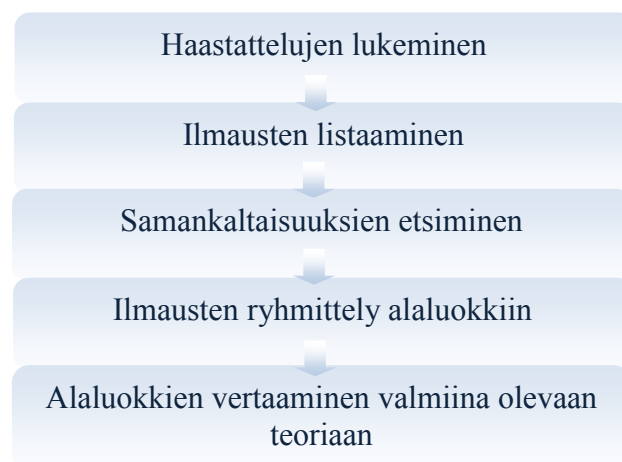 Haastattelujen lukeminen
Ilmausten listaaminen
Samankaltaisuuksien etsiminen
Ilmausten ryhmittely alaluokkiin
Alaluokkien vertaaminen valmiina olevaan
teoriaan